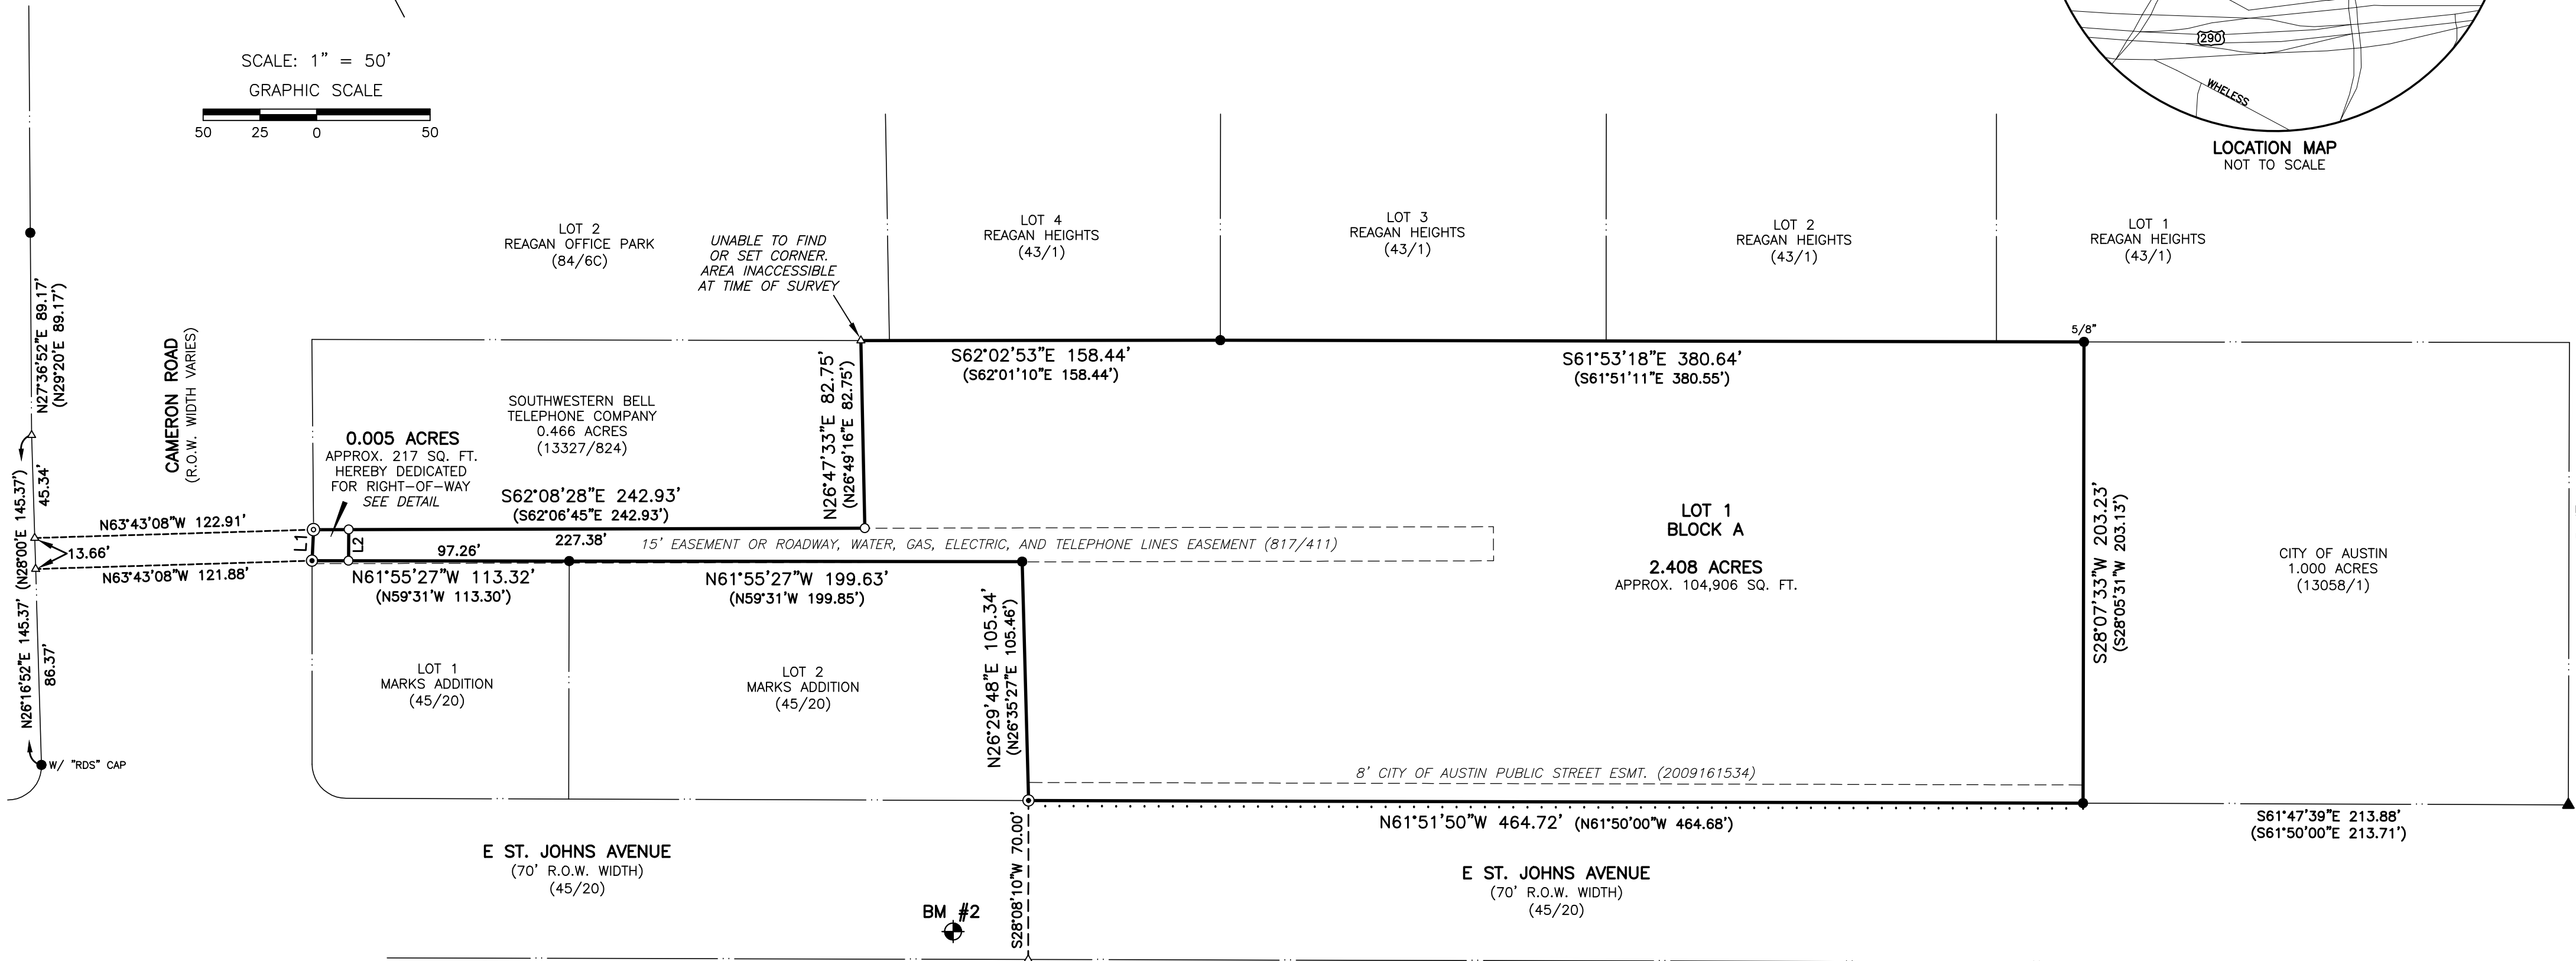 SCALE: 1" = 50'
GRAPHIC SCALE
50 25 0 50
290
WHELESS
LOCATION MAP
NOT TO SCALE
LOT 2
REAGAN OFFICE PARK
(84/6C)
UNABLE TO FIND
OR SET CORNER.
AREA INACCESSIBLE
AT TIME OF SURVEY
LOT 4
REAGAN HEIGHTS
(43/1)
LOT 3
REAGAN HEIGHTS
(43/1)
LOT 2
REAGAN HEIGHTS
(43/1)
LOT 1
REAGAN HEIGHTS
(43/1)
5/8"
N27°36'52"E 89.17'
(N29°20'E 89.17')
CAMERON ROAD
(R.O.W. WIDTH VARIES)
S62°02'53"E 158.44'
(S62°01'10"E 158.44')
S61°53'18"E 380.64'
(S61°51'11"E 380.55')
N26°47'33"E 82.75'
(N26°49'16"E 82.75')
SOUTHWESTERN BELL
TELEPHONE COMPANY
0.466 ACRES
(13327/824)
0.005 ACRES
APPROX. 217 SQ. FT.
HEREBY DEDICATED
FOR RIGHT-OF-WAY
SEE DETAIL
S62°08'28"E 242.93'
(S62°06'45"E 242.93')
227.38'
45.34'
N63°43'08"W 122.91'
13.66'
N63°43'08"W 121.88'
L1
L2
97.26'
15' EASEMENT OR ROADWAY, WATER, GAS, ELECTRIC, AND TELEPHONE LINES EASEMENT (817/411)
N61°55'27"W 113.32'
(N59°31'W 113.30')
N61°55'27"W 199.63'
(N59°31'W 199.85')
LOT 1
BLOCK A
2.408 ACRES
APPROX. 104,906 SQ. FT.
S28°07'33"W 203.23'
(S28°05'31"W 203.13')
CITY OF AUSTIN
1.000 ACRES
(13058/1)
N26°16'52"E 145.37' (N28°00'E 145.37')
86.37'
W/ "RDS" CAP
LOT 1
MARKS ADDITION
(45/20)
LOT 2
MARKS ADDITION
(45/20)
N26°29'48"E 105.34'
(N26°35'27"E 105.46')
8' CITY OF AUSTIN PUBLIC STREET ESMT. (2009161534)
N61°51'50"W 464.72' (N61°50'00"W 464.68')
S61°47'39"E 213.88'
(S61°50'00"E 213.71')
E ST. JOHNS AVENUE
(70' R.O.W. WIDTH)
(45/20)
BM #2
S28°08'10"W 70.00'
E ST. JOHNS AVENUE
(70' R.O.W. WIDTH)
(45/20)